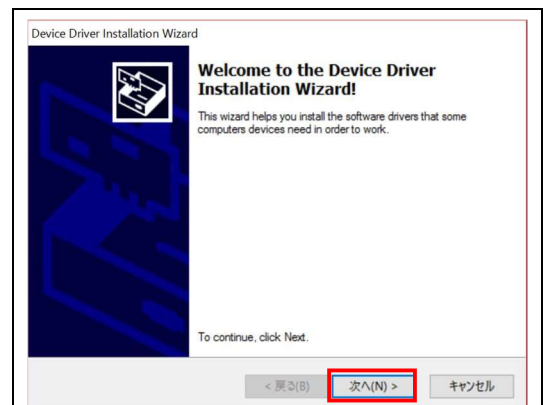 Device Driver Installation Wizard
Welcome to the Device Driver
Installation Wizard!
This wizard helps you install the software drivers that some
computers devices need in order to work.
To continue, click Next.
< 戻る(B)
次へ(N) >
キャンセル